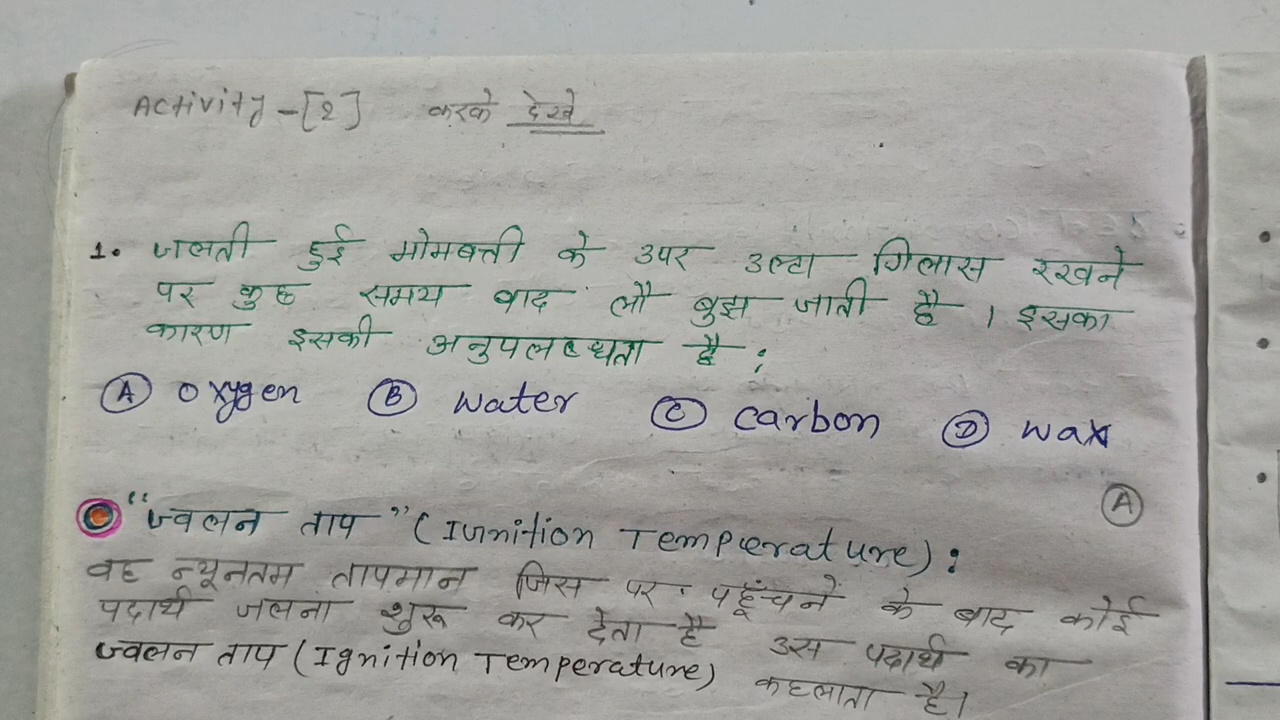 Activity-[2] करके देखे
1. जलती हुई मोमबत्ती के उपर उल्टा गिलास रखने
पर कुछ समय बाद लौ बुझ जाती है । इसका
कारण इसकी अनुपलब्धता है :
(A) oxygen (B) water (C) carbon (D) wax
(A)
"ज्वलन ताप" (Ignition Temperature) :
वह न्यूनतम तापमान जिस पर पहूँचने के बाद कोई
पदार्थ जलना शुरू कर देता है उस पदार्थ का
ज्वलन ताप (Ignition Temperature) कहलाता है।